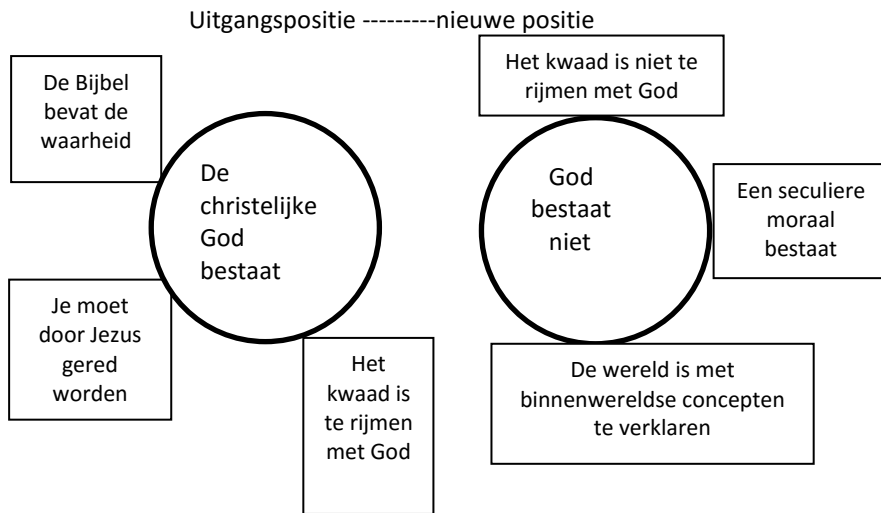 Uitgangspositie ---------nieuwe positie
De Bijbel
bevat de
waarheid
De
christelijke
God
bestaat
Je moet
door Jezus
gered
worden
Het
kwaad is
te rijmen
met God
Het kwaad is niet te
rijmen met God
God
bestaat
niet
Een seculiere
moraal
bestaat
De wereld is met
binnenwereldse concepten
te verklaren